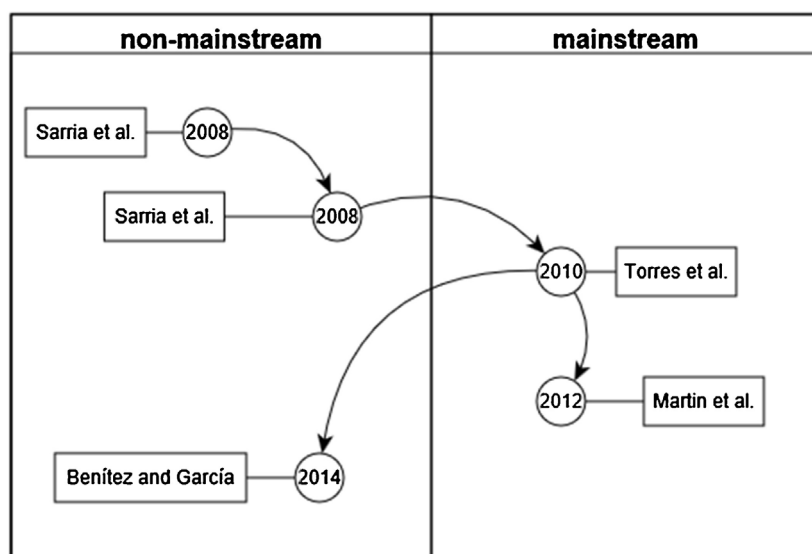 non-mainstream
mainstream
Sarria et al.
2008
Sarria et al.
2008
2010
Torres et al.
2012
Martin et al.
Benítez and García
2014